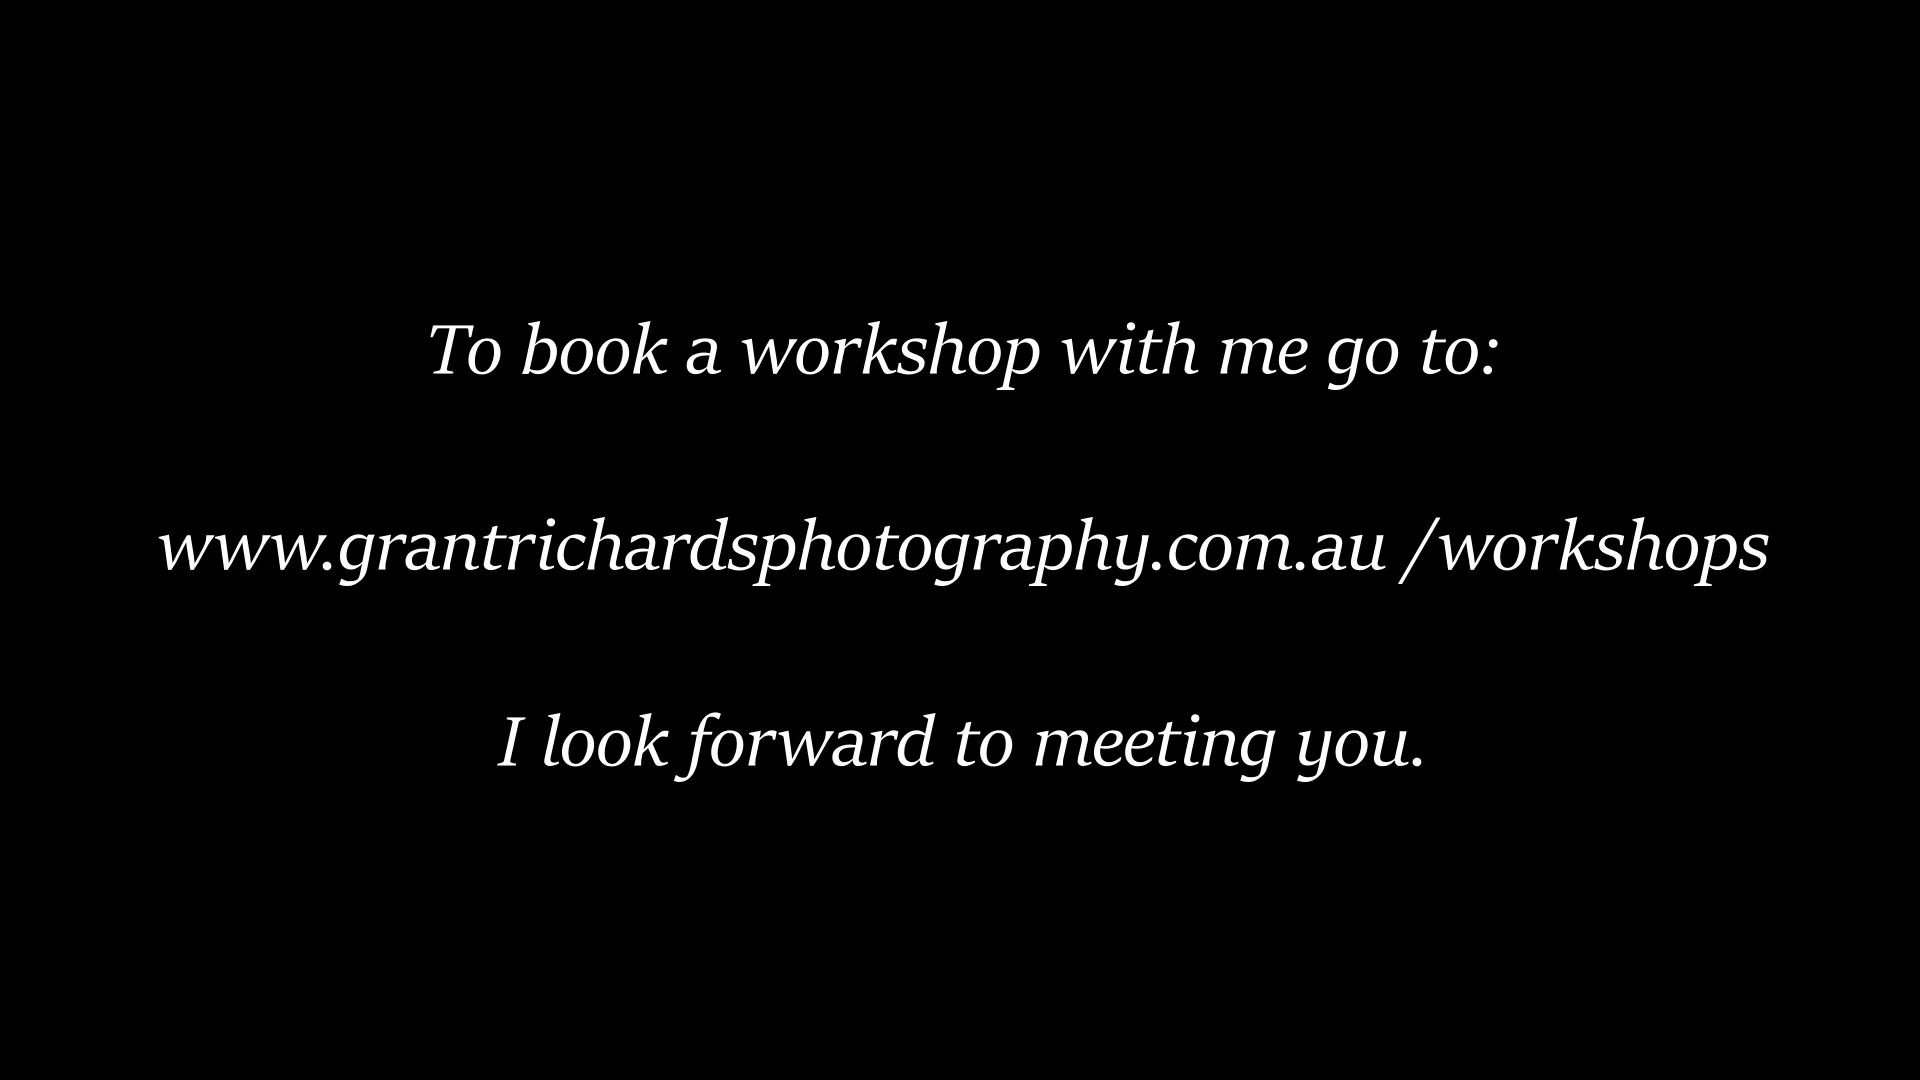 To book a workshop with me go to:
www.grantrichardsphotography.com.au /workshops
I look forward to meeting you.